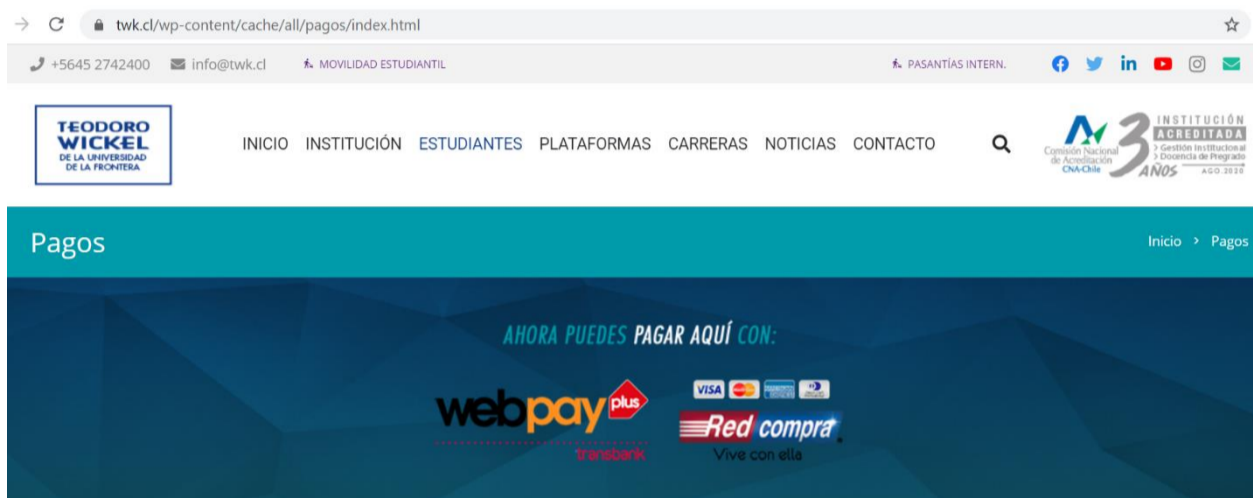 twk.cl/wp-content/cache/all/pagos/index.html
+5645 2742400 info@twk.cl MOVILIDAD ESTUDIANTIL PASANTÍAS INTERN.
TEODORO
WICKEL
DE LA UNIVERSIDAD
DE LA FRONTERA
INICIO INSTITUCIÓN ESTUDIANTES PLATAFORMAS CARRERAS NOTICIAS CONTACTO
Comisión Nacional
de Acreditación
CNA-Chile
3 AÑOS
INSTITUCIÓN
ACREDITADA
> Gestión Institucional
> Docencia de Pregrado
AGO.2020
Pagos
Inicio > Pagos
AHORA PUEDES PAGAR AQUÍ CON:
webpay plus
transbank
VISA
Red compra
Vive con ella